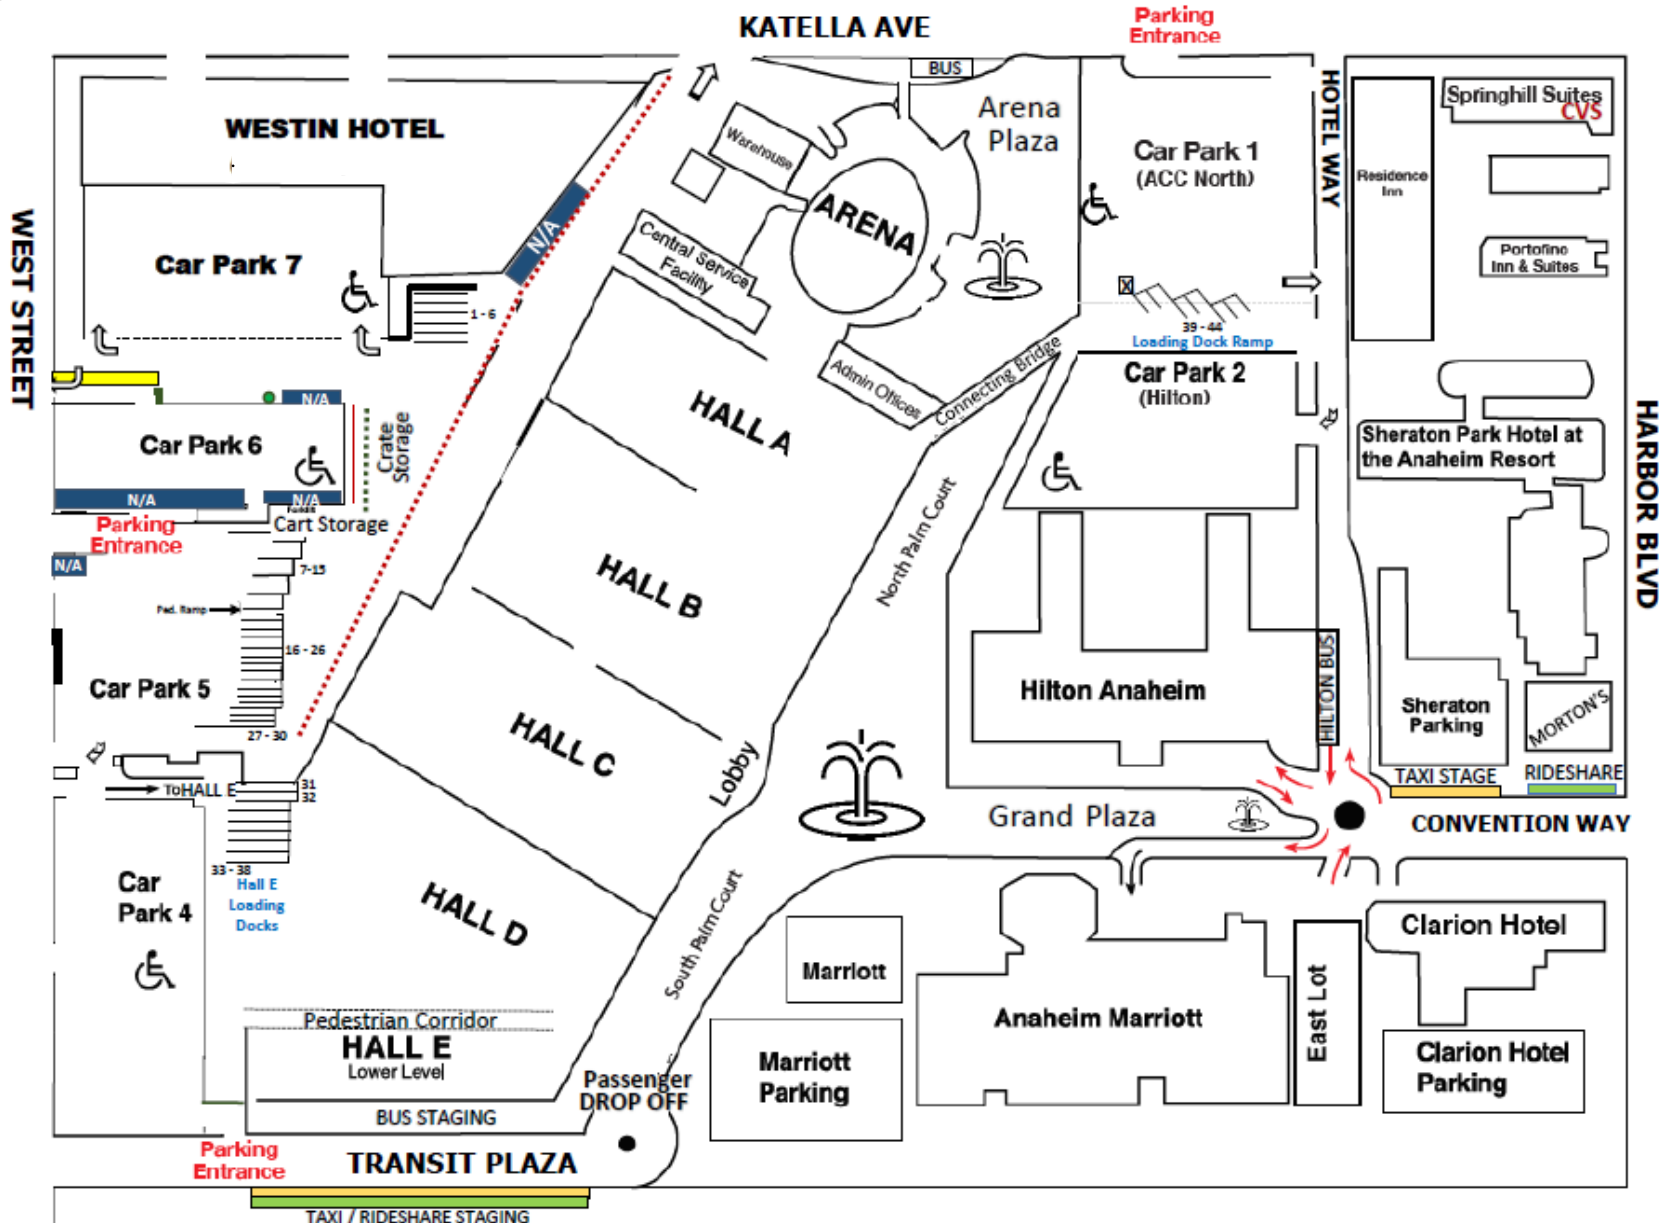 KATELLA AVE
Parking
Entrance
BUS
WESTIN HOTEL
Warehouse
Arena
Plaza
Car Park 1
(ACC North)
HOTEL WAY
Springhill Suites
CVS
Residence
Inn
ARENA
WEST STREET
N/A
Car Park 7
Central Service
Facility
Portofino
Inn & Suites
1 - 6
X
39 - 44
Loading Dock Ramp
Connecting Bridge
Admin Offices
Car Park 2
(Hilton)
N/A
HALL A
Car Park 6
Crate
Storage
Sheraton Park Hotel at
the Anaheim Resort
HARBOR BLVD
N/A
N/A
Forklift
Parking
Entrance
Cart Storage
North Palm Court
N/A
7-15
HALL B
Ped. Ramp
16 - 26
Car Park 5
Hilton Anaheim
HILTON BUS
Sheraton
Parking
MORTON'S
27 - 30
HALL C
Lobby
TAXI STAGE
RIDESHARE
To HALL E
31
32
Grand Plaza
CONVENTION WAY
33 - 38
Hall E
Loading
Docks
Car
Park 4
HALL D
South Palm Court
Clarion Hotel
Marriott
Anaheim Marriott
East Lot
Pedestrian Corridor
HALL E
Lower Level
Marriott
Parking
Clarion Hotel
Parking
Passenger
DROP OFF
BUS STAGING
Parking
Entrance
TRANSIT PLAZA
TAXI / RIDESHARE STAGING